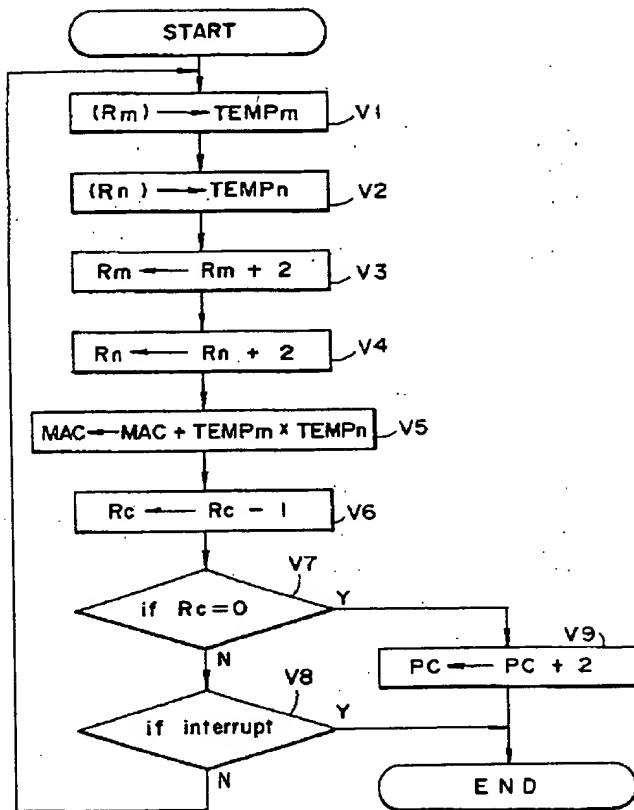 START
(Rm) → TEMPm
V1
(Rn) → TEMPn
V2
Rm ← Rm + 2
V3
Rn ← Rn + 2
V4
MAC ← MAC + TEMPm × TEMPn
V5
Rc ← Rc - 1
V6
V7
if Rc = 0
Y
N
V9
PC ← PC + 2
V8
if interrupt
Y
N
END